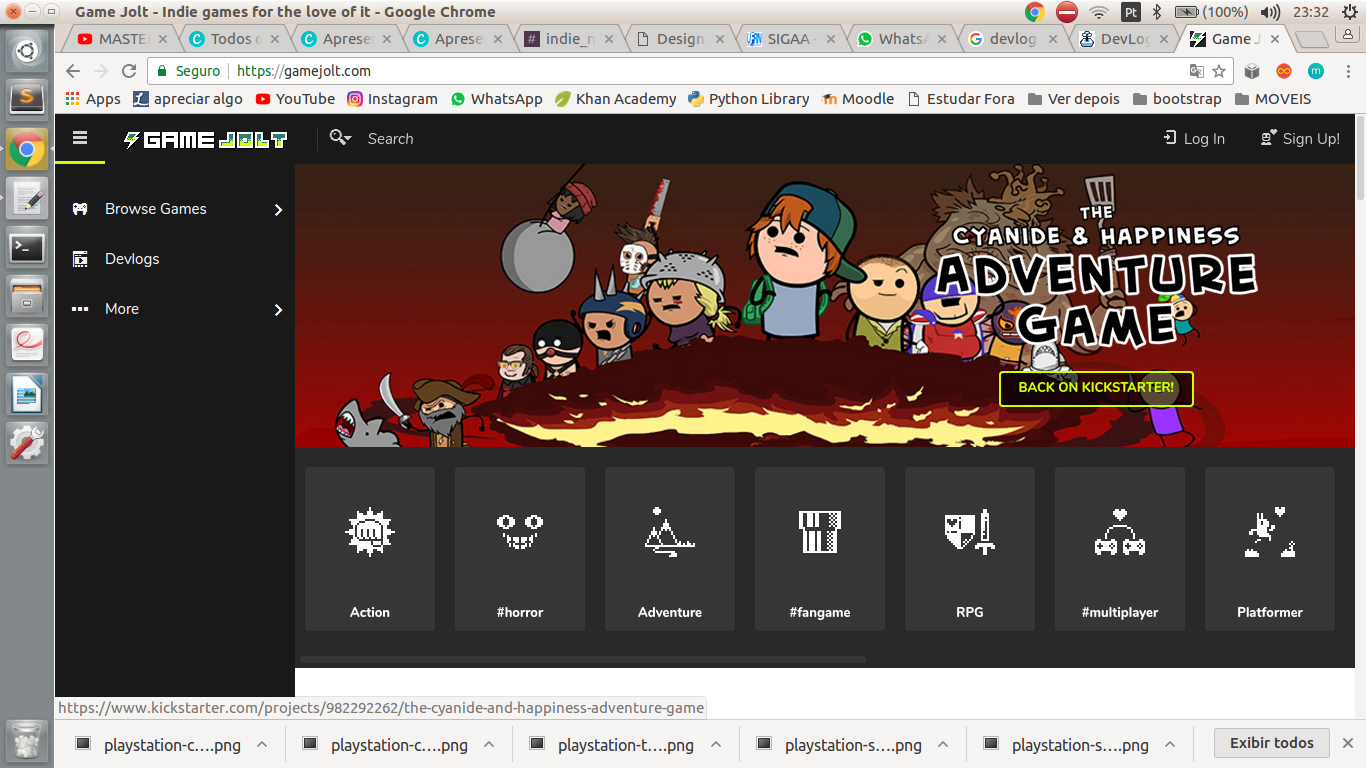 Game Jolt - Indie games for the love of it - Google Chrome
Pt
(100%)
23:32
MASTE
Todos o
Aprese
Aprese
indie_n
Design
SIGAA -
WhatsA
devlog
DevLog
Game J
Seguro
https://gamejolt.com
Apps
apreciar algo
YouTube
Instagram
WhatsApp
Khan Academy
Python Library
Moodle
Estudar Fora
Ver depois
bootstrap
MOVEIS
GAME JOLT
Search
Log In
Sign Up!
Browse Games
Devlogs
More
THE
CYANIDE & HAPPINESS
ADVENTURE
GAME
BACK ON KICKSTARTER!
Action
#horror
Adventure
#fangame
RPG
#multiplayer
Platformer
https://www.kickstarter.com/projects/982292262/the-cyanide-and-happiness-adventure-game
playstation-c....png
playstation-c....png
playstation-t....png
playstation-s....png
playstation-s....png
Exibir todos